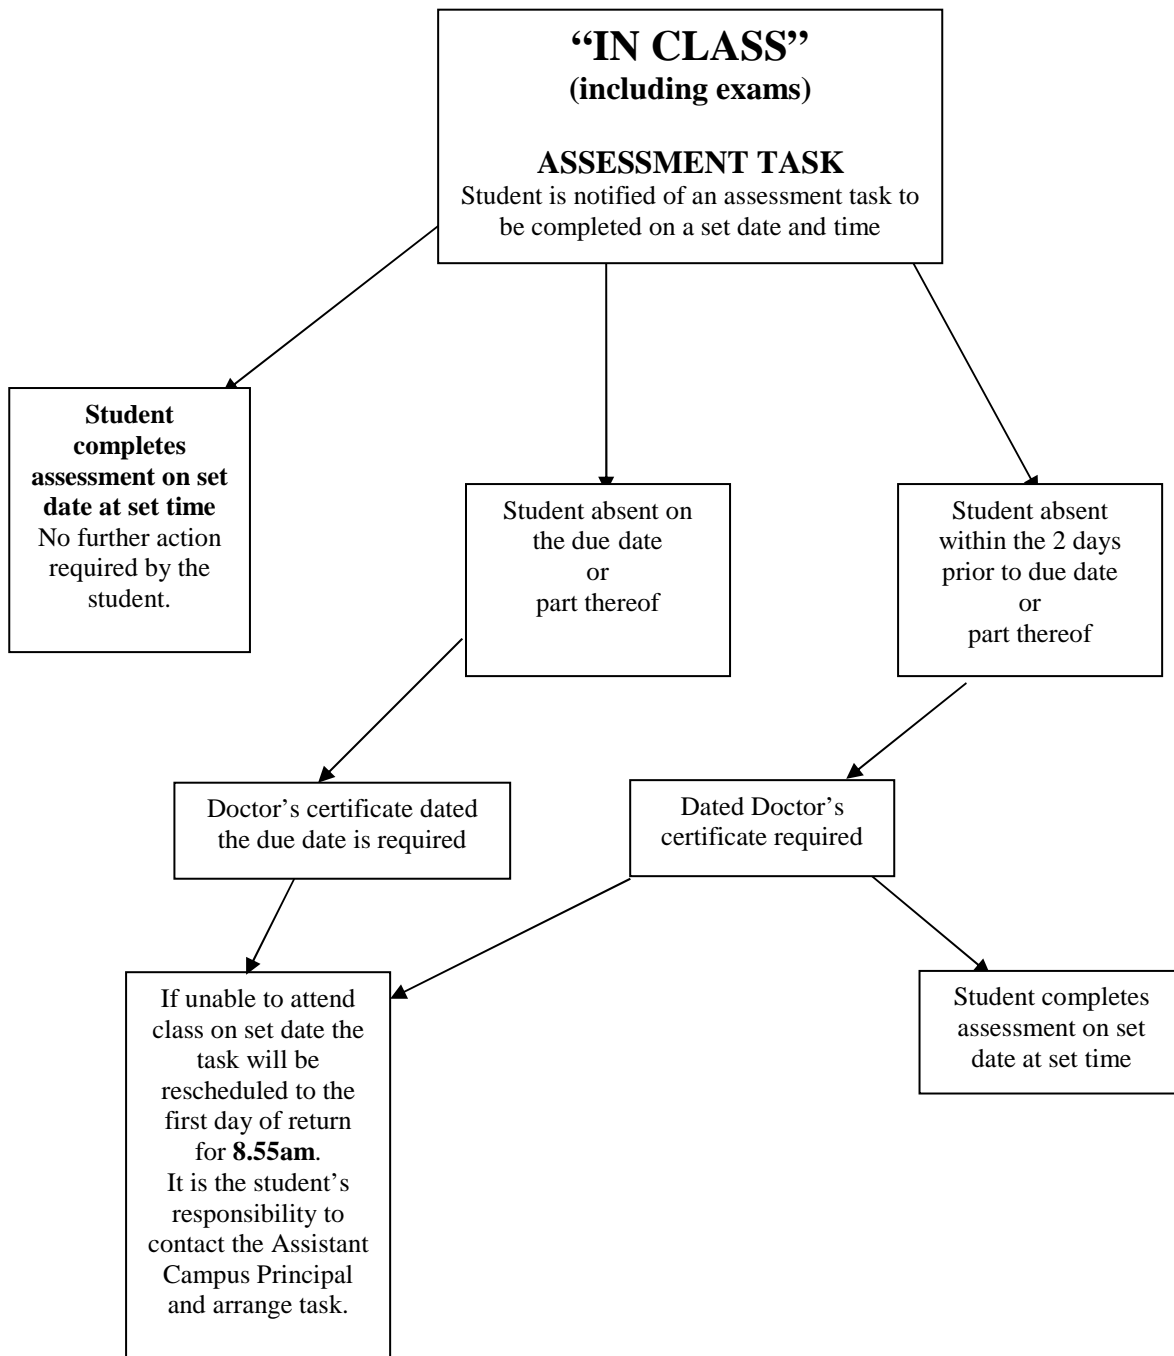 “IN CLASS”
(including exams)
ASSESSMENT TASK
Student is notified of an assessment task to
be completed on a set date and time
Student
completes
assessment on set
date at set time
No further action
required by the
student.
Student absent on
the due date
or
part thereof
Student absent
within the 2 days
prior to due date
or
part thereof
Doctor’s certificate dated
the due date is required
Dated Doctor’s
certificate required
If unable to attend
class on set date the
task will be
rescheduled to the
first day of return
for 8.55am.
It is the student’s
responsibility to
contact the Assistant
Campus Principal
and arrange task.
Student completes
assessment on set
date at set time